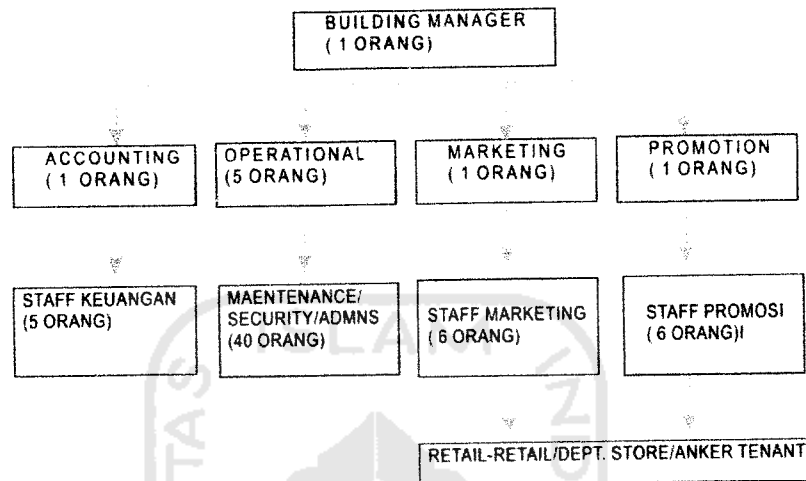 BUILDING MANAGER
( 1 ORANG)
ACCOUNTING
( 1 ORANG)
OPERATIONAL
(5 ORANG)
MARKETING
( 1 ORANG)
PROMOTION
( 1 ORANG)
STAFF KEUANGAN
(5 ORANG)
MAENTENANCE/
SECURITY/ADMNS
(40 ORANG)
STAFF MARKETING
( 6 ORANG)
STAFF PROMOSI
( 6 ORANG)I
ISLAM
TAS
RETAIL-RETAIL/DEPT. STORE/ANKER TENANT